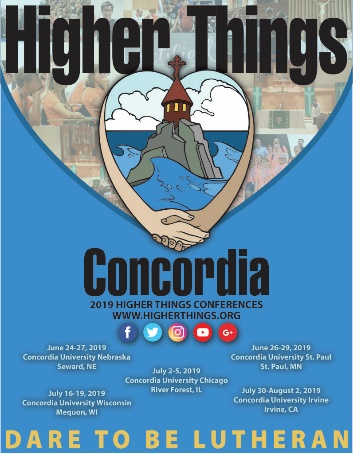 Higher Things
Concordia
2019 HIGHER THINGS CONFERENCES
WWW.HIGHERTHINGS.ORG
f G+
June 24-27, 2019
Concordia University Nebraska
Seward, NE
June 26-29, 2019
Concordia University St. Paul
St. Paul, MN
July 2-5, 2019
Concordia University Chicago
River Forest, IL
July 16-19, 2019
Concordia University Wisconsin
Mequon, WI
July 30-August 2, 2019
Concordia University Irvine
Irvine, CA
DARE TO BE LUTHERAN